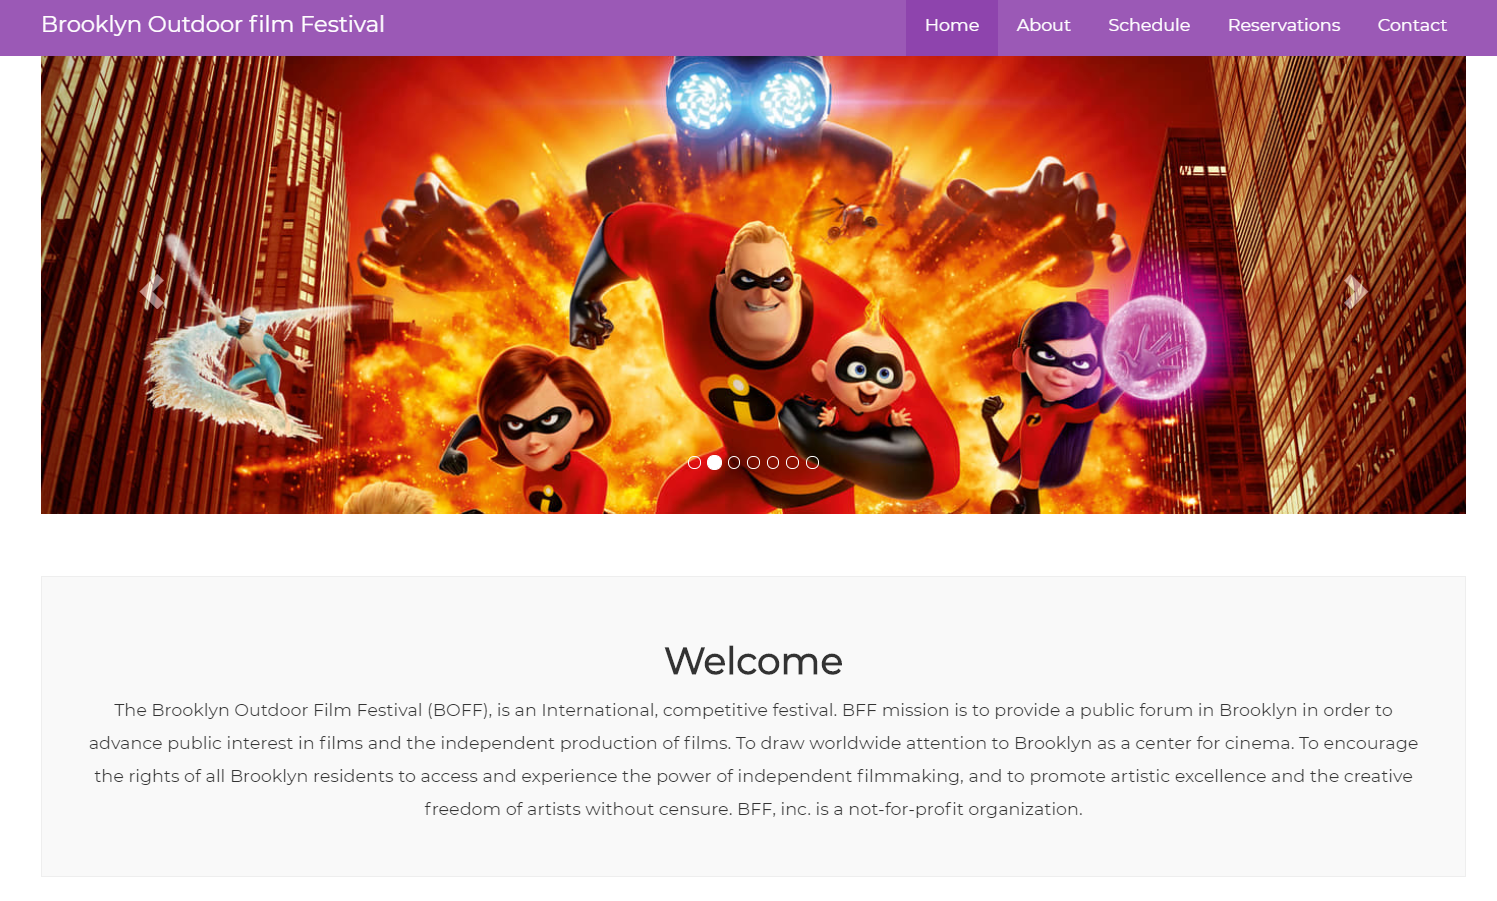 Brooklyn Outdoor film Festival
Home About Schedule Reservations Contact
Welcome
The Brooklyn Outdoor Film Festival (BOFF), is an International, competitive festival. BFF mission is to provide a public forum in Brooklyn in order to
advance public interest in films and the independent production of films. To draw worldwide attention to Brooklyn as a center for cinema. To encourage
the rights of all Brooklyn residents to access and experience the power of independent filmmaking, and to promote artistic excellence and the creative
freedom of artists without censure. BFF, inc. is a not-for-profit organization.